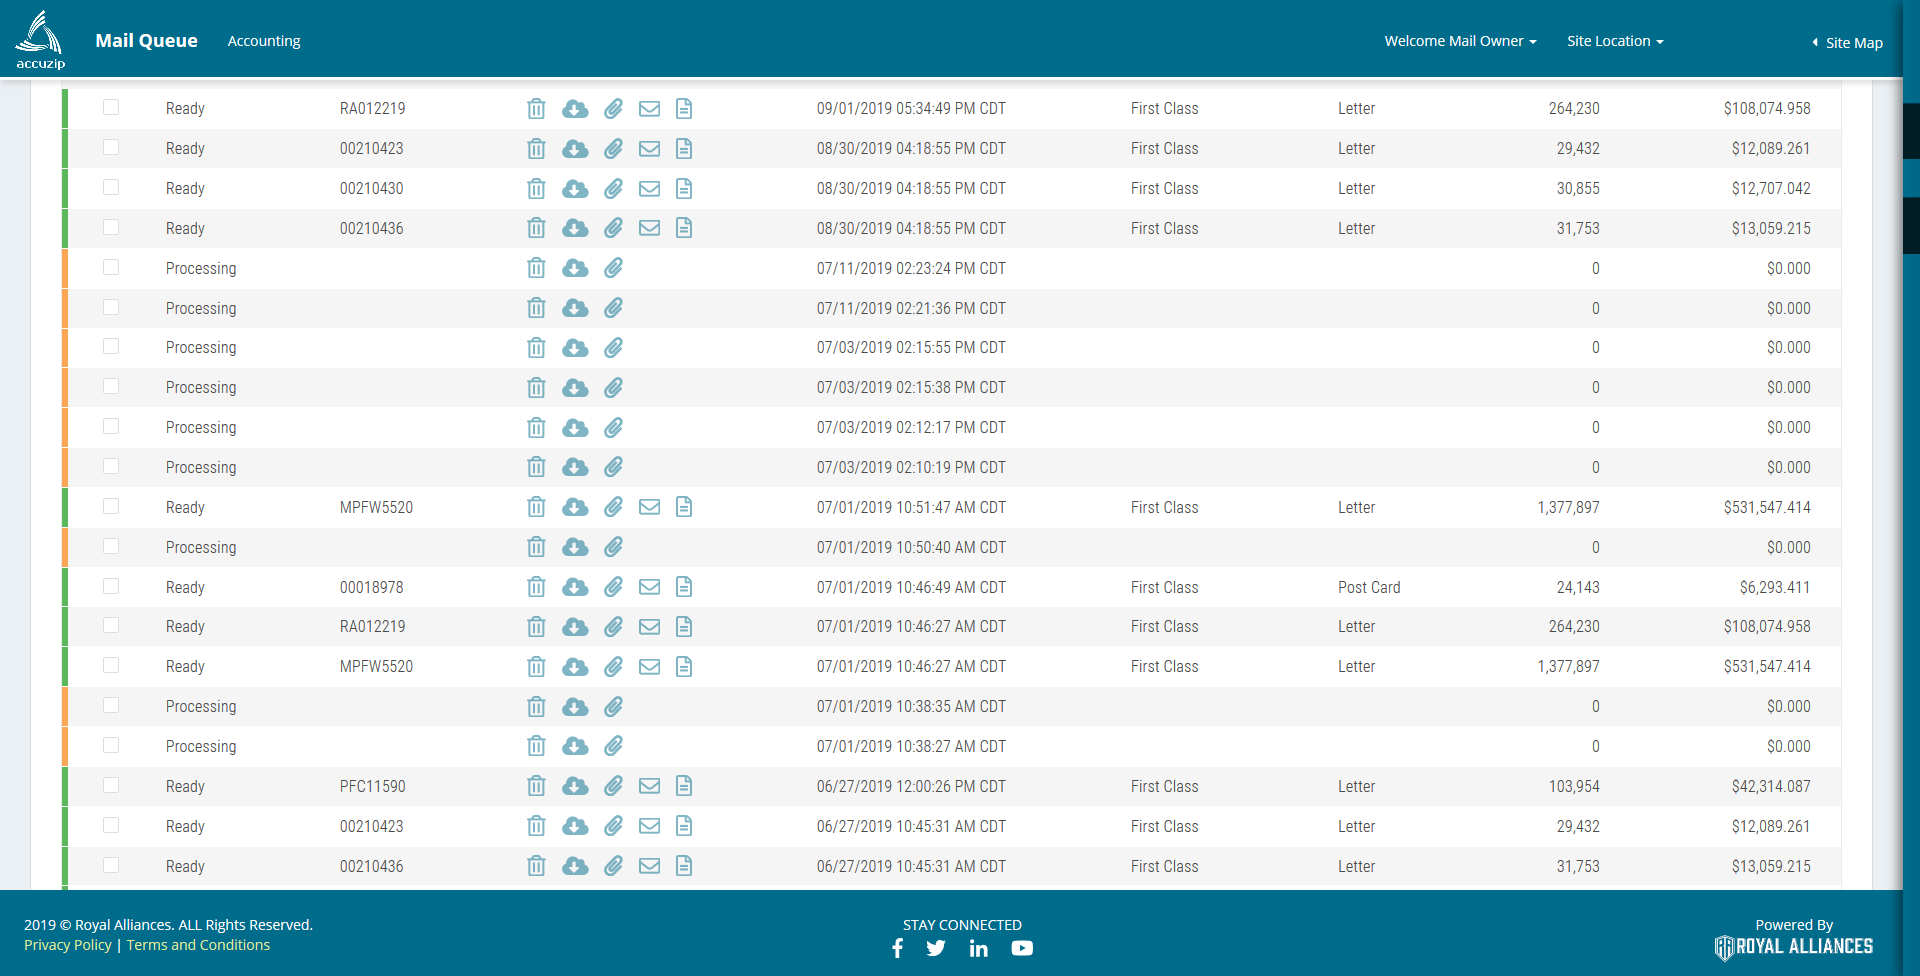 accuzip
Mail Queue Accounting Welcome Mail Owner Site Location Site Map
Ready RA012219 09/01/2019 05:34:49 PM CDT First Class Letter 264,230 $108,074.958
Ready 00210423 08/30/2019 04:18:55 PM CDT First Class Letter 29,432 $12,089.261
Ready 00210430 08/30/2019 04:18:55 PM CDT First Class Letter 30,855 $12,707.042
Ready 00210436 08/30/2019 04:18:55 PM CDT First Class Letter 31,753 $13,059.215
Processing 07/11/2019 02:23:24 PM CDT 0 $0.000
Processing 07/11/2019 02:21:36 PM CDT 0 $0.000
Processing 07/03/2019 02:15:55 PM CDT 0 $0.000
Processing 07/03/2019 02:15:38 PM CDT 0 $0.000
Processing 07/03/2019 02:12:17 PM CDT 0 $0.000
Processing 07/03/2019 02:10:19 PM CDT 0 $0.000
Ready MPFW5520 07/01/2019 10:51:47 AM CDT First Class Letter 1,377,897 $531,547.414
Processing 07/01/2019 10:50:40 AM CDT 0 $0.000
Ready 00018978 07/01/2019 10:46:49 AM CDT First Class Post Card 24,143 $6,293.411
Ready RA012219 07/01/2019 10:46:27 AM CDT First Class Letter 264,230 $108,074.958
Ready MPFW5520 07/01/2019 10:46:27 AM CDT First Class Letter 1,377,897 $531,547.414
Processing 07/01/2019 10:38:35 AM CDT 0 $0.000
Processing 07/01/2019 10:38:27 AM CDT 0 $0.000
Ready PFC11590 06/27/2019 12:00:26 PM CDT First Class Letter 103,954 $42,314.087
Ready 00210423 06/27/2019 10:45:31 AM CDT First Class Letter 29,432 $12,089.261
Ready 00210436 06/27/2019 10:45:31 AM CDT First Class Letter 31,753 $13,059.215
2019 © Royal Alliances. ALL Rights Reserved.
Privacy Policy | Terms and Conditions
STAY CONNECTED
Powered By
ROYAL ALLIANCES